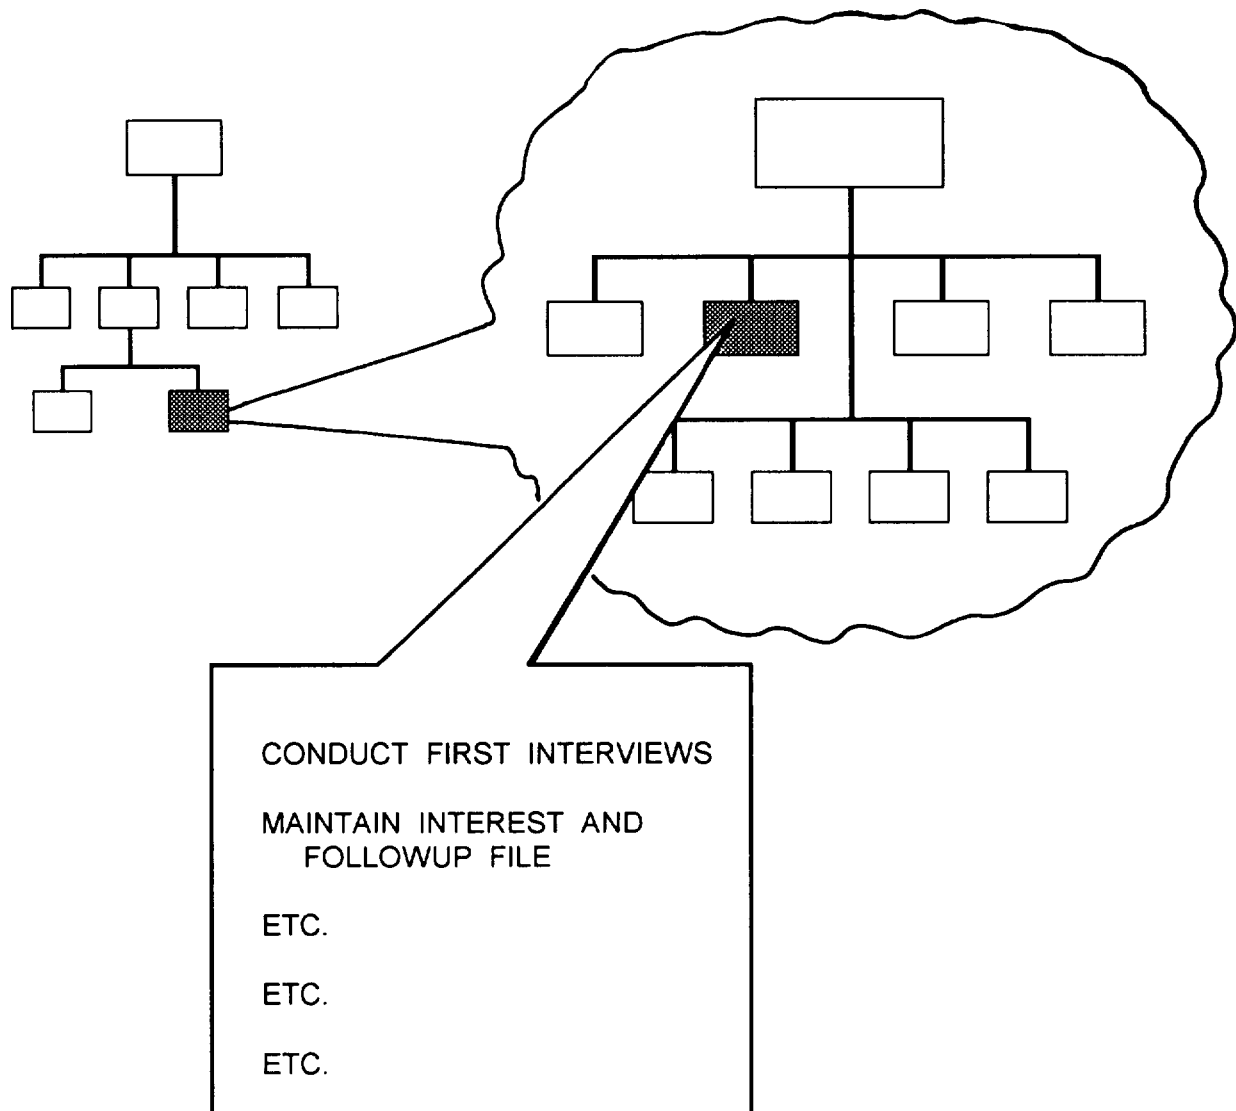 CONDUCT FIRST INTERVIEWS
MAINTAIN INTEREST AND
FOLLOWUP FILE
ETC.
ETC.
ETC.